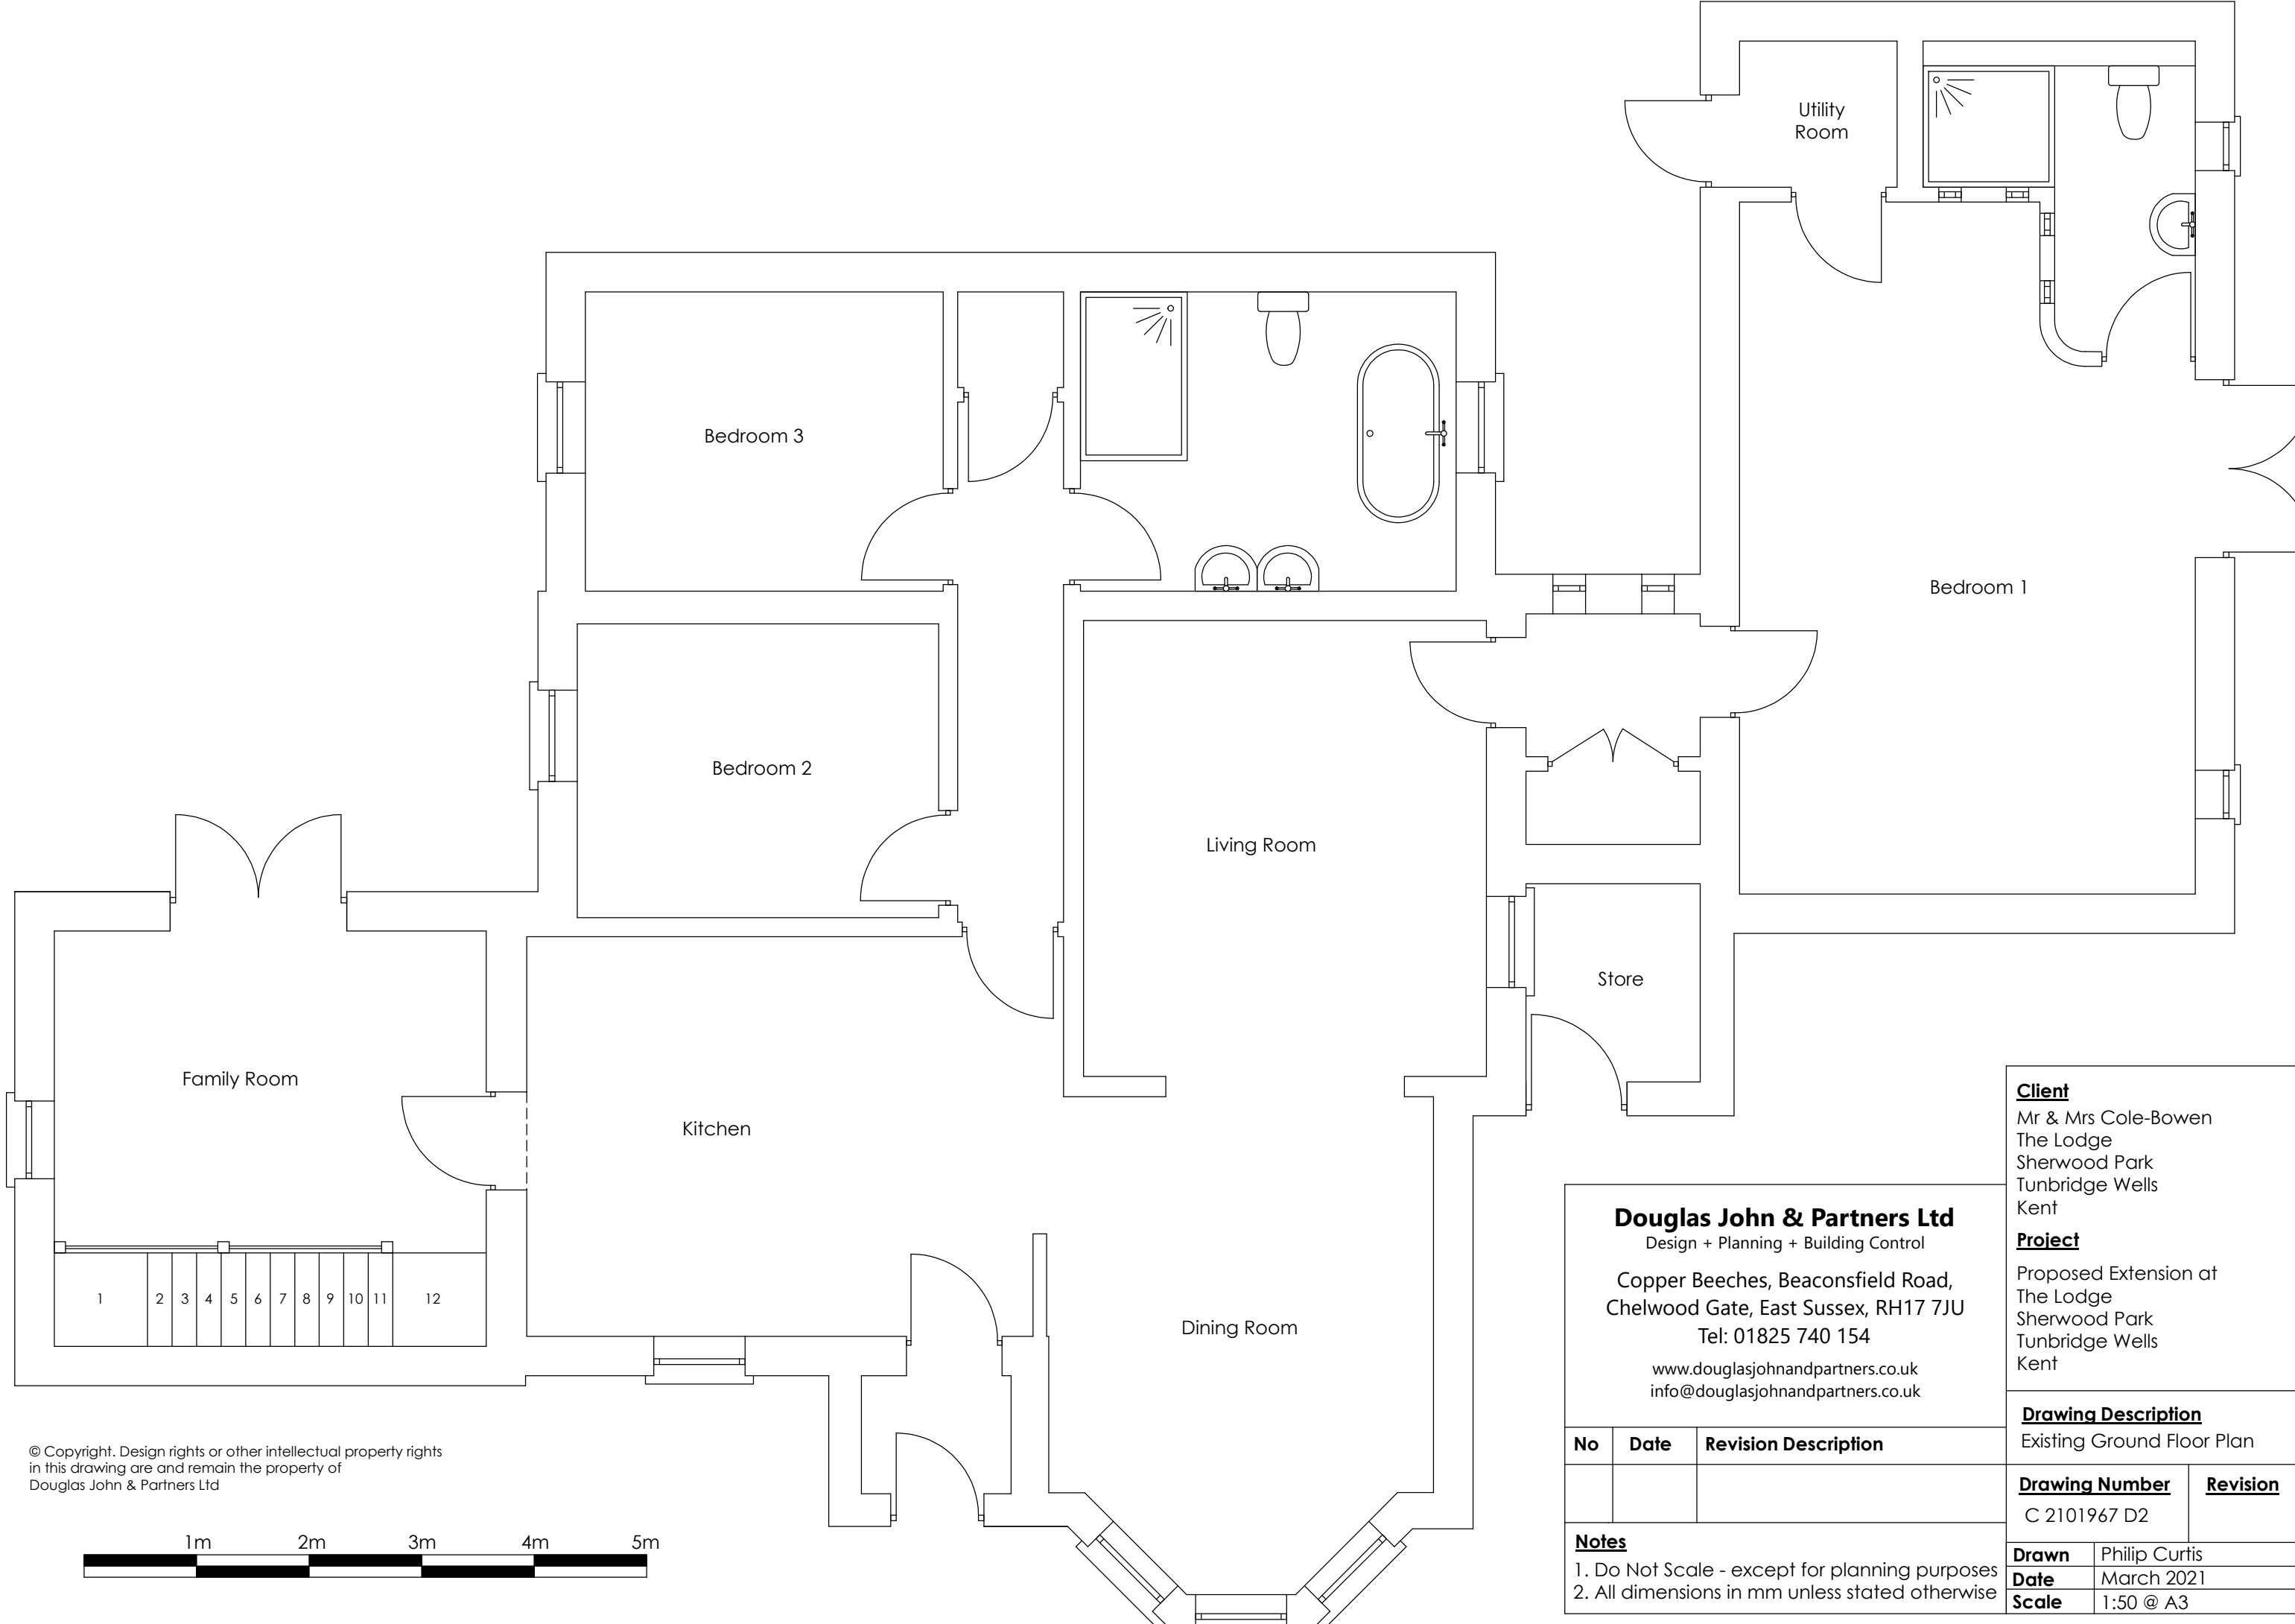 Utility
Room
Bedroom 3
Bedroom 1
Bedroom 2
Living Room
Store
Family Room
Kitchen
Dining Room
1 2 3 4 5 6 7 8 9 10 11 12
© Copyright. Design rights or other intellectual property rights
in this drawing are and remain the property of
Douglas John & Partners Ltd
1m 2m 3m 4m 5m
Douglas John & Partners Ltd
Design + Planning + Building Control
Copper Beeches, Beaconsfield Road,
Chelwood Gate, East Sussex, RH17 7JU
Tel: 01825 740 154
www.douglasjohnandpartners.co.uk
info@douglasjohnandpartners.co.uk
No Date Revision Description
Notes
1. Do Not Scale - except for planning purposes
2. All dimensions in mm unless stated otherwise
Client
Mr & Mrs Cole-Bowen
The Lodge
Sherwood Park
Tunbridge Wells
Kent
Project
Proposed Extension at
The Lodge
Sherwood Park
Tunbridge Wells
Kent
Drawing Description
Existing Ground Floor Plan
Drawing Number Revision
C 2101967 D2
Drawn Philip Curtis
Date March 2021
Scale 1:50 @ A3